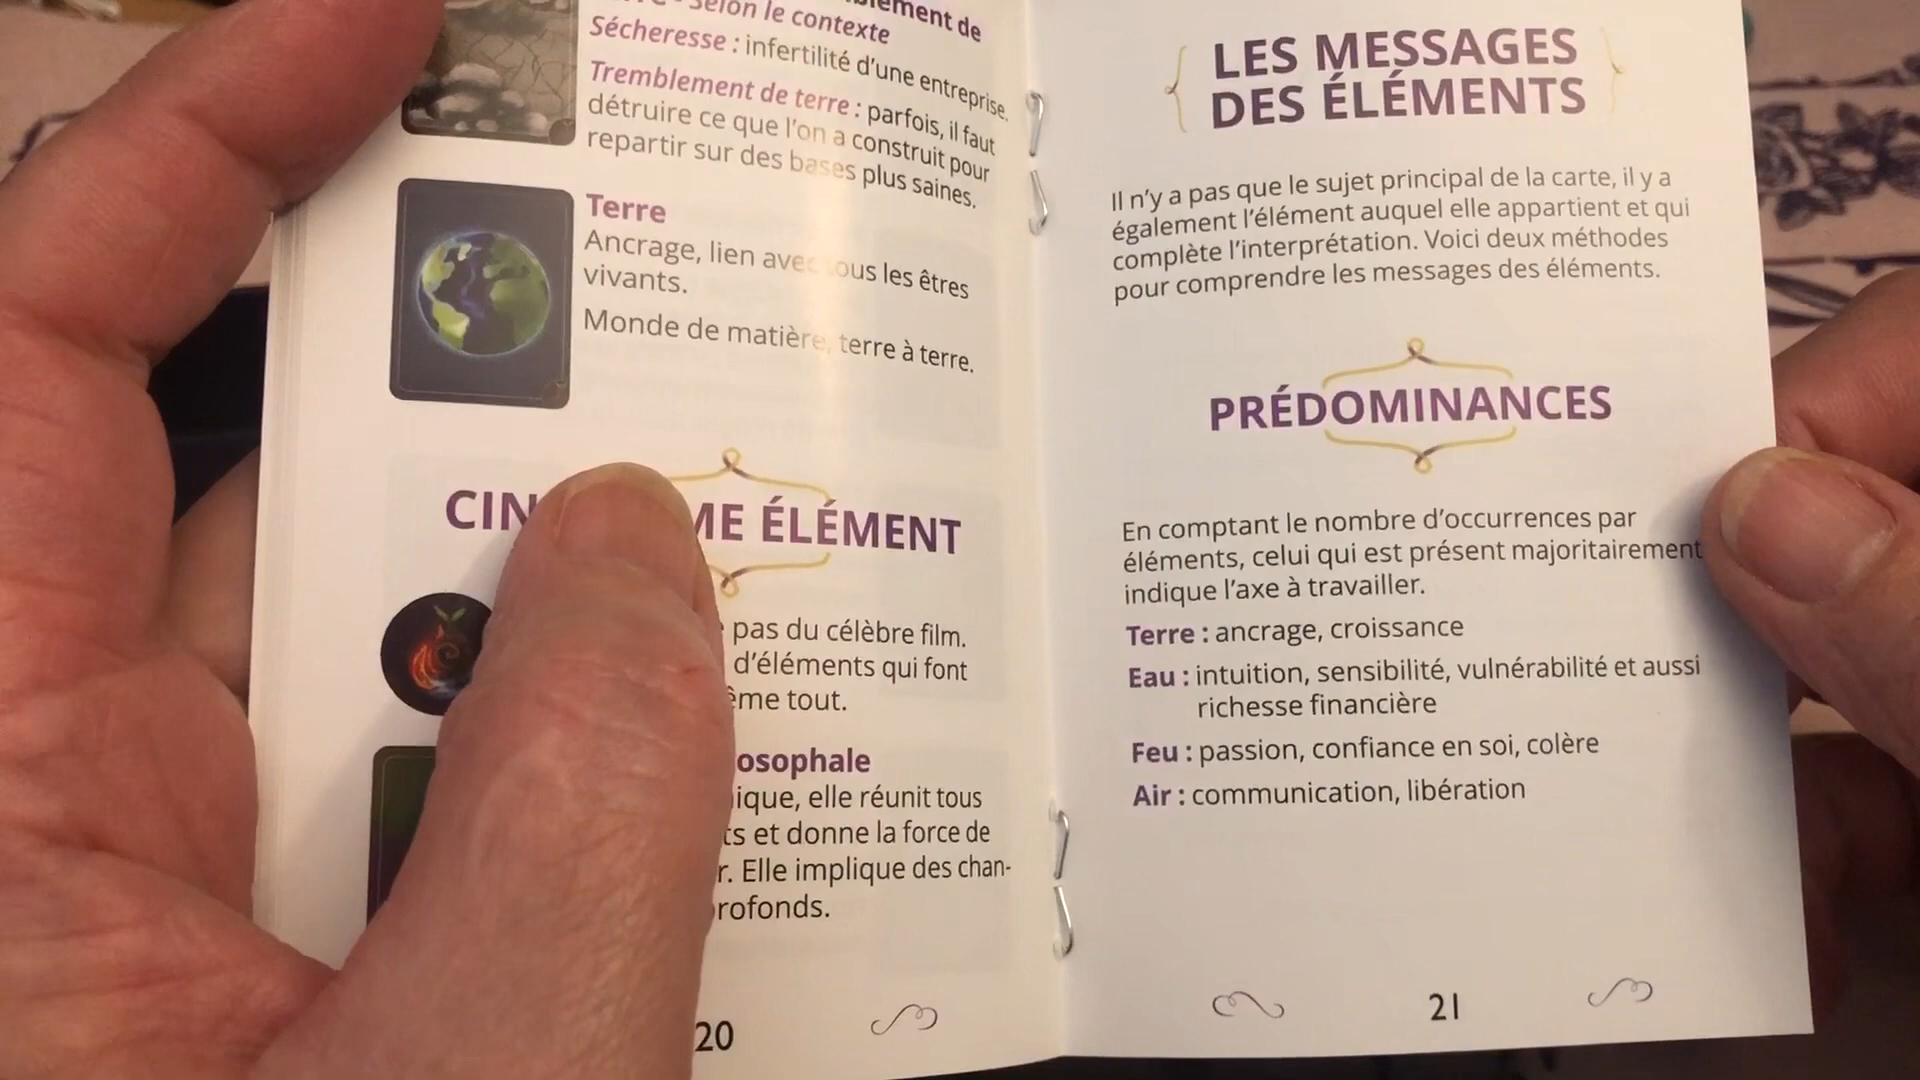 Selon le contexte
Sécheresse : infertilité d'une entreprise.
Tremblement de terre : parfois, il faut
détruire ce que l'on a construit pour
repartir sur des bases plus saines.
Terre
Ancrage, lien avec tous les êtres
vivants.
Monde de matière, terre à terre.
ÉLÉMENT
pas du célèbre film.
d'éléments qui font
tout.
elle réunit tous
et donne la force de
Elle implique des chan-
20
LES MESSAGES
DES ÉLÉMENTS
Il n'y a pas que le sujet principal de la carte, il y a
également l'élément auquel elle appartient et qui
complète l'interprétation. Voici deux méthodes
pour comprendre les messages des éléments.
PRÉDOMINANCES
En comptant le nombre d'occurrences par
éléments, celui qui est présent majoritairement
indique l'axe à travailler.
Terre : ancrage, croissance
Eau : intuition, sensibilité, vulnérabilité et aussi
richesse financière
Feu : passion, confiance en soi, colère
Air : communication, libération
21